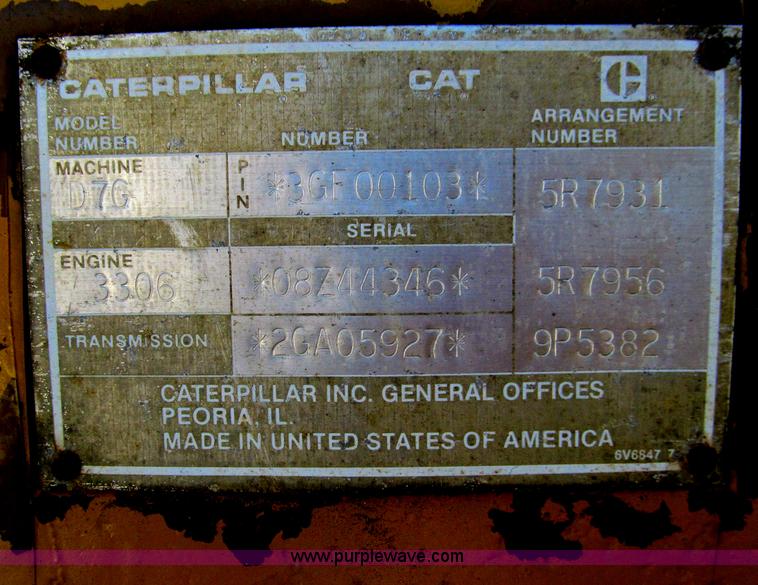 CATERPILLAR CAT C
MODEL NUMBER NUMBER ARRANGEMENT NUMBER
MACHINE D7G PIN *3GF00103* 5R7931
SERIAL
ENGINE 3306 *08Z44346* 5R7956
TRANSMISSION *2GA05927* 9P5382
CATERPILLAR INC. GENERAL OFFICES
PEORIA, IL.
MADE IN UNITED STATES OF AMERICA
6V6847 7
www.purplewave.com